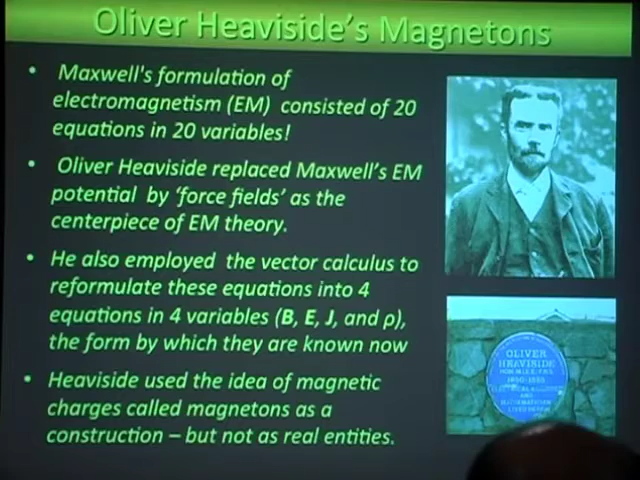 Oliver Heaviside's Magnetons
• Maxwell's formulation of
electromagnetism (EM) consisted of 20
equations in 20 variables!
• Oliver Heaviside replaced Maxwell's EM
potential by 'force fields' as the
centerpiece of EM theory.
• He also employed the vector calculus to
reformulate these equations into 4
equations in 4 variables (B, E, J, and ρ),
the form by which they are known now
• Heaviside used the idea of magnetic
charges called magnetons as a
construction – but not as real entities.
OLIVER
HEAVISIDE
AND